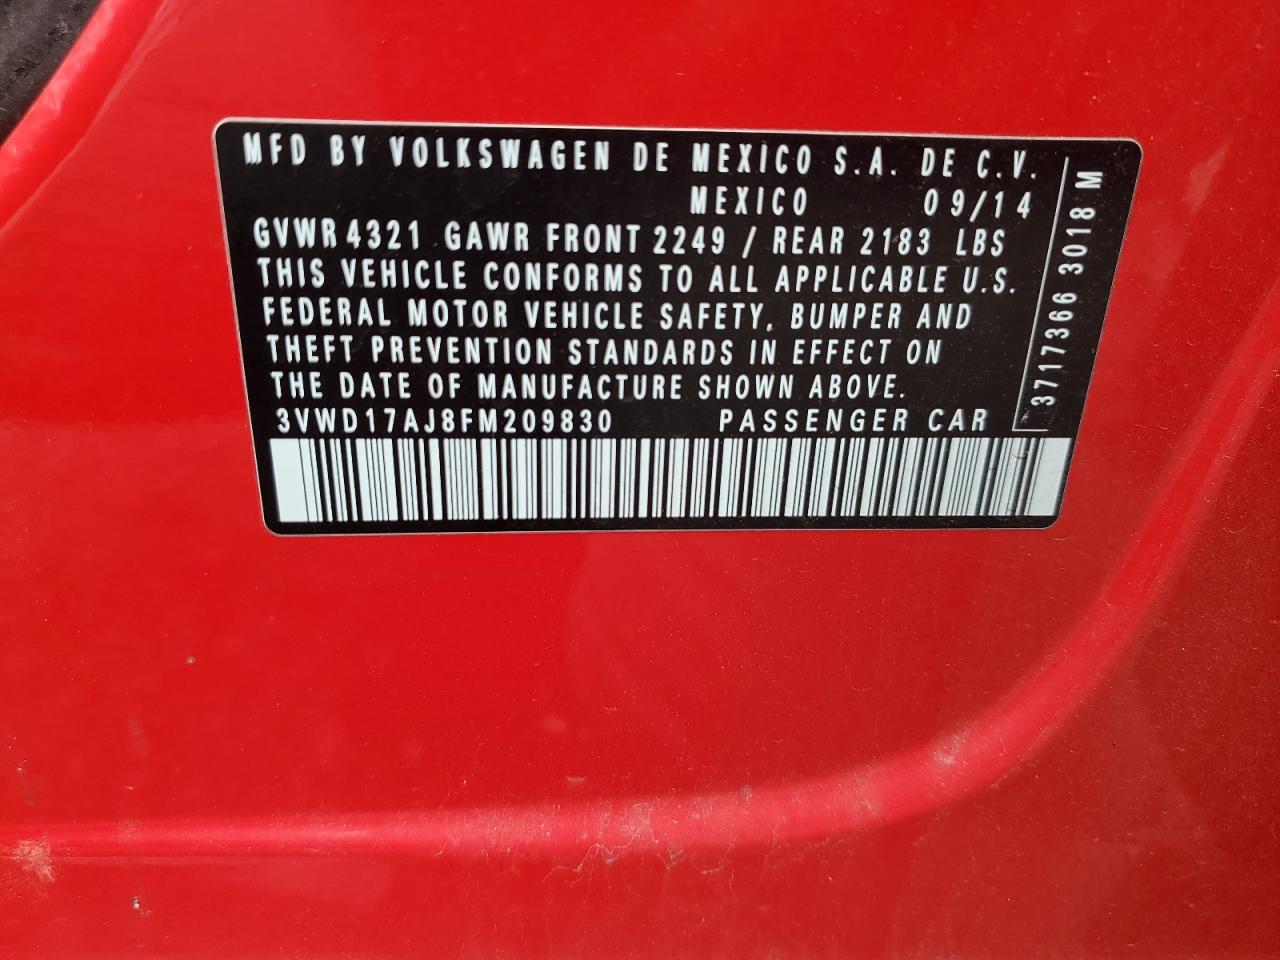 MFD BY VOLKSWAGEN DE MEXICO S.A. DE C.V.
MEXICO 09/14
GVWR 4321 GAWR FRONT 2249 / REAR 2183 LBS
THIS VEHICLE CONFORMS TO ALL APPLICABLE U.S.
FEDERAL MOTOR VEHICLE SAFETY, BUMPER AND
THEFT PREVENTION STANDARDS IN EFFECT ON
THE DATE OF MANUFACTURE SHOWN ABOVE.
3VWD17AJ8FM209830 PASSENGER CAR
3717366 3018 M